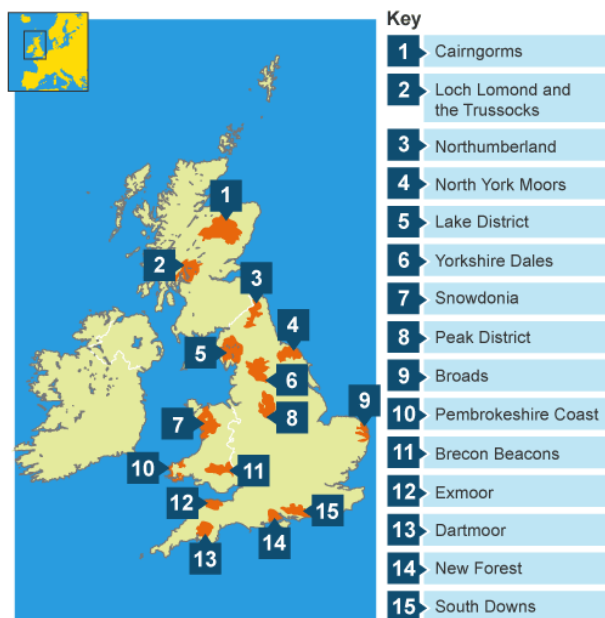 Key
1 Cairngorms
2 Loch Lomond and
the Trussocks
3 Northumberland
4 North York Moors
5 Lake District
6 Yorkshire Dales
7 Snowdonia
8 Peak District
9 Broads
10 Pembrokeshire Coast
11 Brecon Beacons
12 Exmoor
13 Dartmoor
14 New Forest
15 South Downs
1
2
3
4
5
6
9
7
8
10
11
12
15
13
14